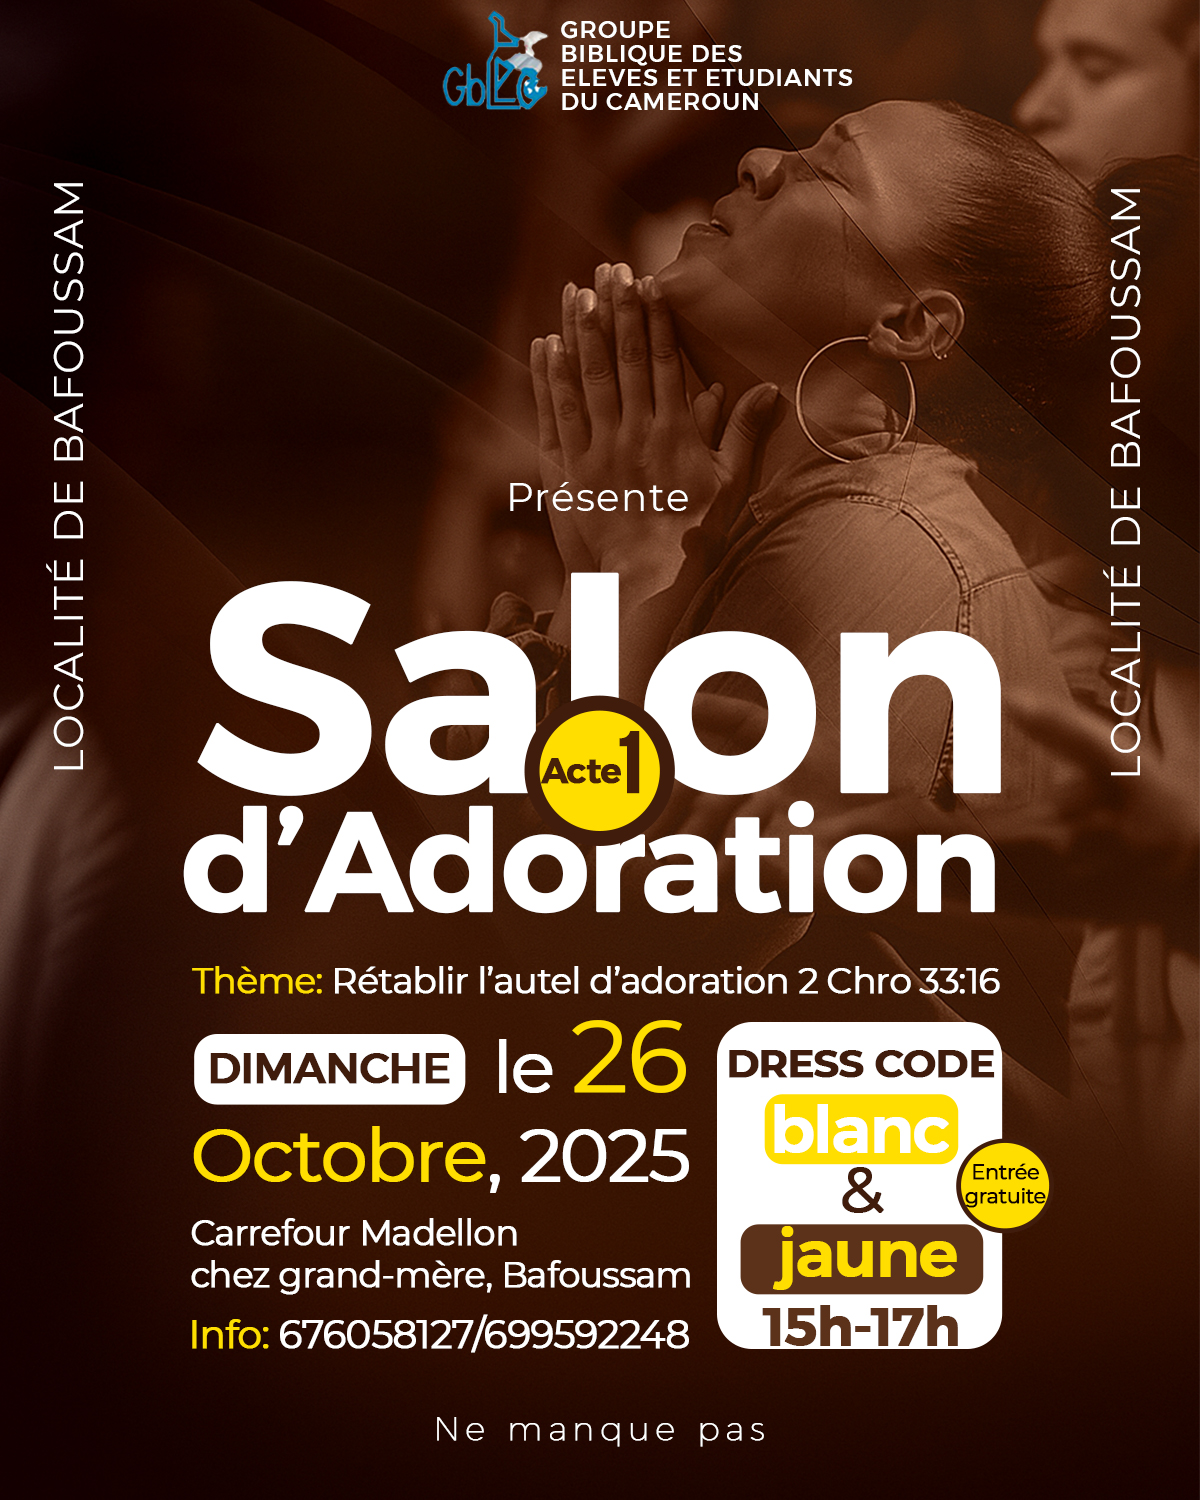 GbEEC
GROUPE
BIBLIQUE DES
ELEVES ET ETUDIANTS
DU CAMEROUN
LOCALITÉ DE BAFOUSSAM
LOCALITÉ DE BAFOUSSAM
Présente
Salon
Acte 1
d’Adoration
Thème: Rétablir l’autel d’adoration 2 Chro 33:16
DIMANCHE le 26
Octobre, 2025
Carrefour Madellon
chez grand-mère, Bafoussam
Info: 676058127/699592248
DRESS CODE
blanc
&
jaune
15h-17h
Entrée
gratuite
Ne manque pas